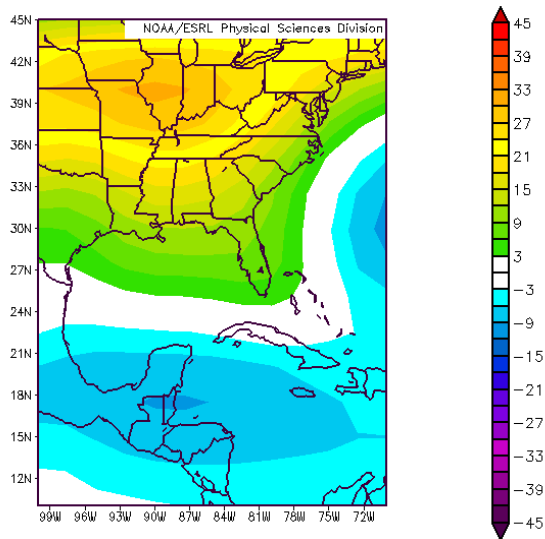 NOAA/ESRL Physical Sciences Division
45N
42N
39N
36N
33N
30N
27N
24N
21N
18N
15N
12N
99W 96W 93W 90W 87W 84W 81W 78W 75W 72W
45
39
33
27
21
15
9
3
-3
-9
-15
-21
-27
-33
-39
-45